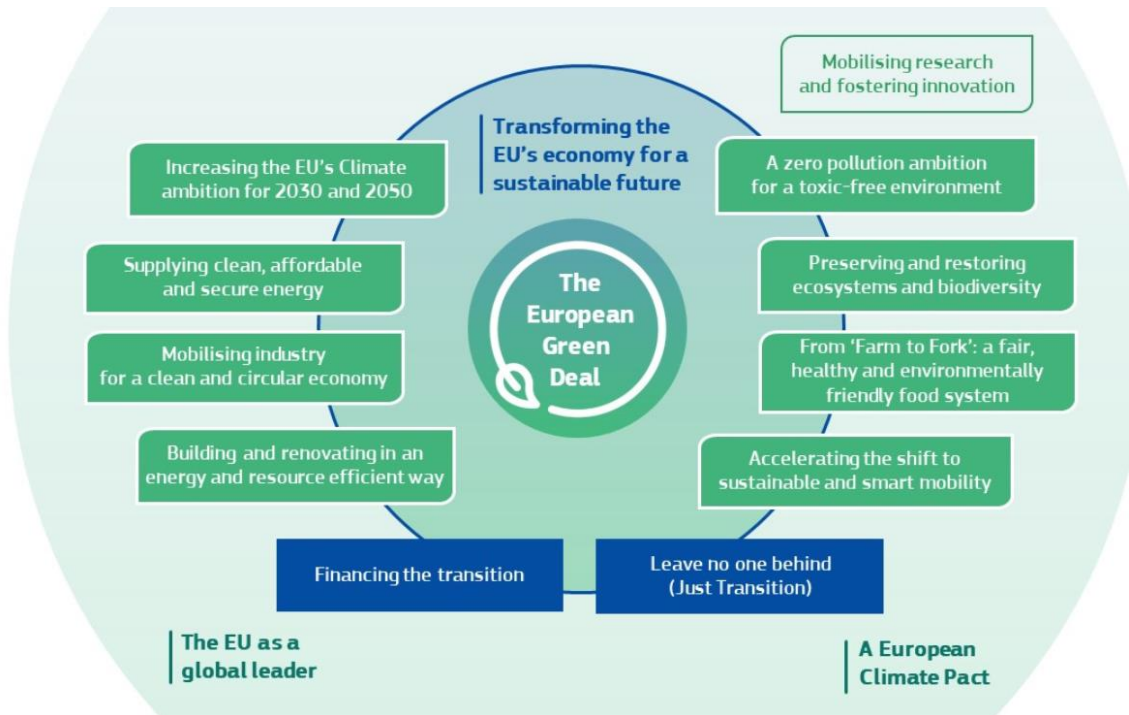 Mobilising research
and fostering innovation
Transforming the
EU's economy for a
sustainable future
Increasing the EU's Climate
ambition for 2030 and 2050
A zero pollution ambition
for a toxic-free environment
Supplying clean, affordable
and secure energy
Preserving and restoring
ecosystems and biodiversity
The
European
Green
Deal
Mobilising industry
for a clean and circular economy
From ‘Farm to Fork’: a fair,
healthy and environmentally
friendly food system
Building and renovating in an
energy and resource efficient way
Accelerating the shift to
sustainable and smart mobility
Financing the transition
Leave no one behind
(Just Transition)
The EU as a
global leader
A European
Climate Pact